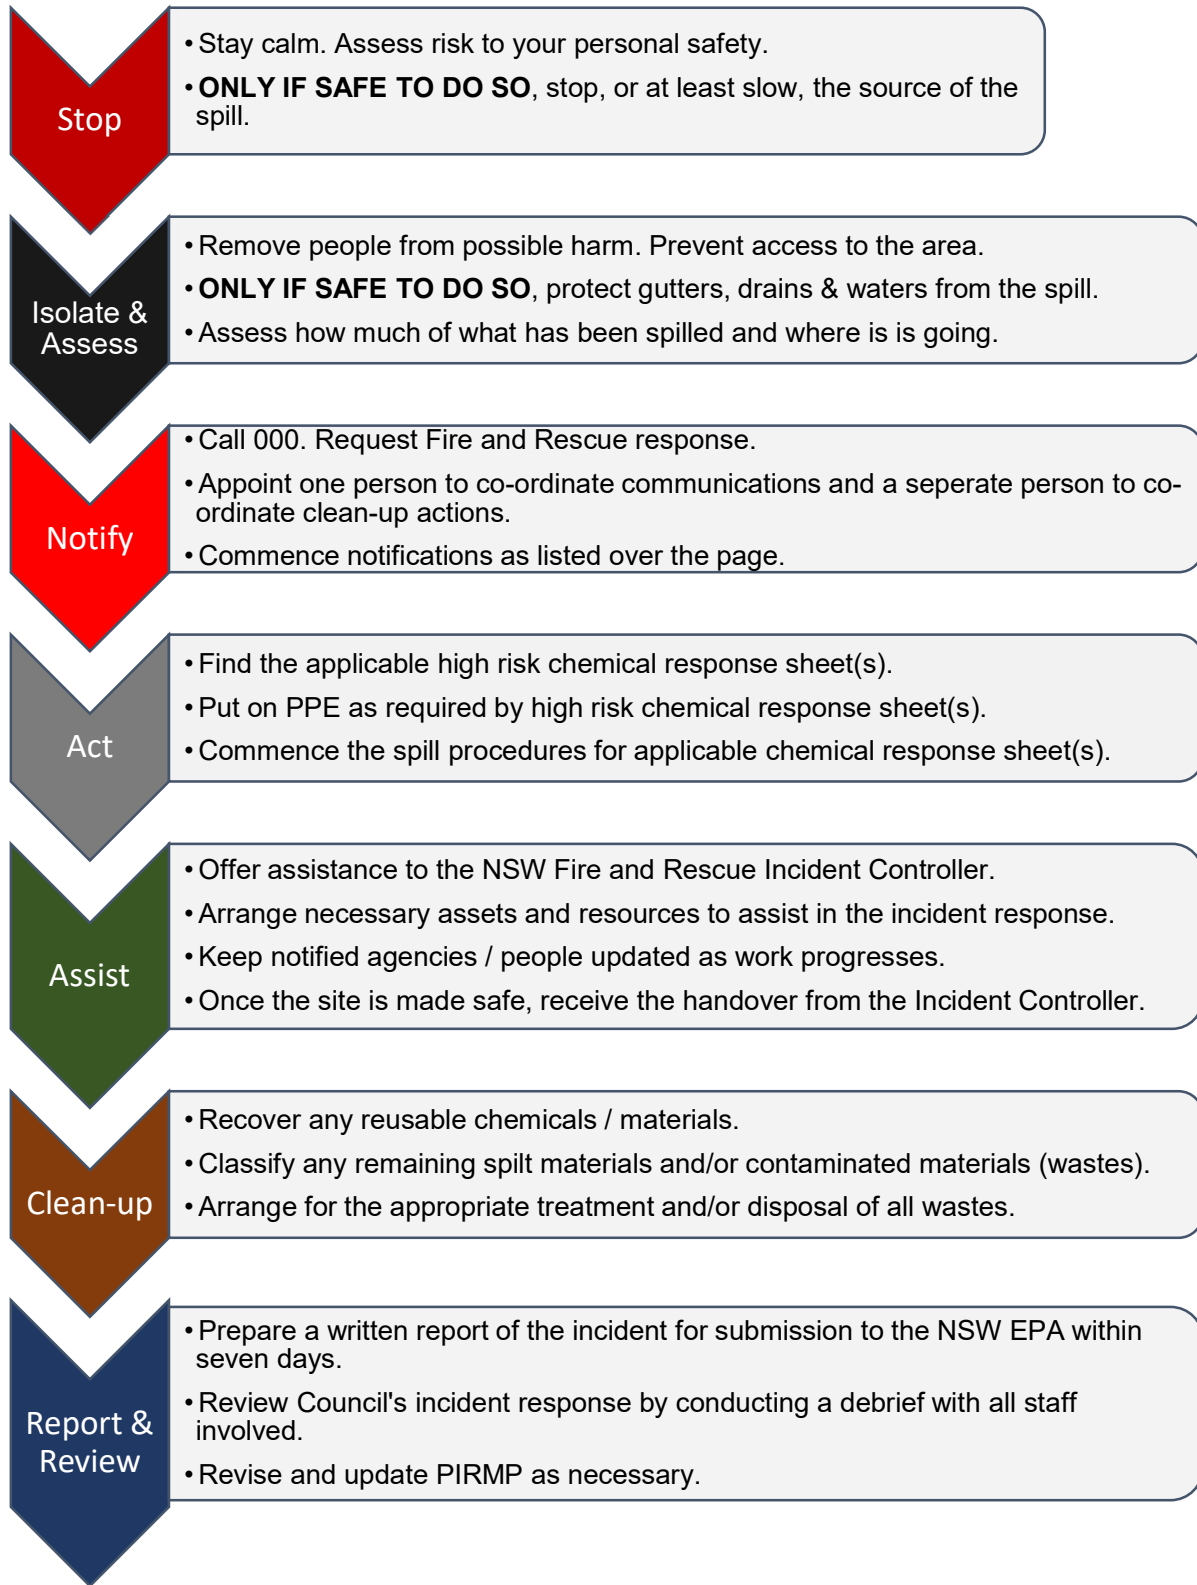 Stop
• Stay calm. Assess risk to your personal safety.
• ONLY IF SAFE TO DO SO, stop, or at least slow, the source of the
spill.
Isolate &
Assess
• Remove people from possible harm. Prevent access to the area.
• ONLY IF SAFE TO DO SO, protect gutters, drains & waters from the spill.
• Assess how much of what has been spilled and where is is going.
Notify
• Call 000. Request Fire and Rescue response.
• Appoint one person to co-ordinate communications and a seperate person to co-
ordinate clean-up actions.
• Commence notifications as listed over the page.
Act
• Find the applicable high risk chemical response sheet(s).
• Put on PPE as required by high risk chemical response sheet(s).
• Commence the spill procedures for applicable chemical response sheet(s).
Assist
• Offer assistance to the NSW Fire and Rescue Incident Controller.
• Arrange necessary assets and resources to assist in the incident response.
• Keep notified agencies / people updated as work progresses.
• Once the site is made safe, receive the handover from the Incident Controller.
Clean-up
• Recover any reusable chemicals / materials.
• Classify any remaining spilt materials and/or contaminated materials (wastes).
• Arrange for the appropriate treatment and/or disposal of all wastes.
Report &
Review
• Prepare a written report of the incident for submission to the NSW EPA within
seven days.
• Review Council's incident response by conducting a debrief with all staff
involved.
• Revise and update PIRMP as necessary.